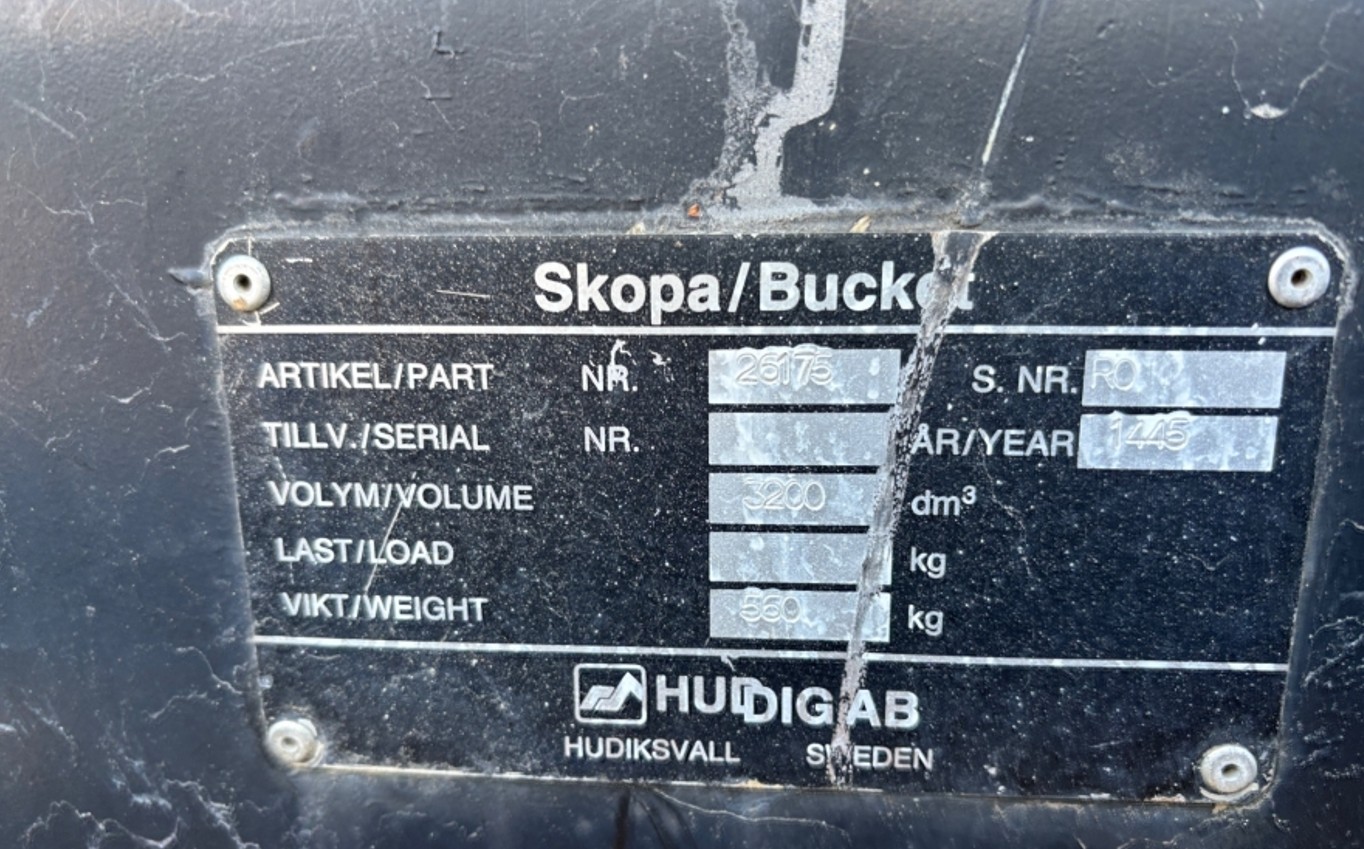 Skopa/Bucket
ARTIKEL/PART NR. 26175 S. NR. RO
TILLV./SERIAL NR. ÅR/YEAR 1445
VOLYM/VOLUME 3200 dm³
LAST/LOAD kg
VIKT/WEIGHT 560 kg
HUDDIG AB
HUDIKSVALL SWEDEN